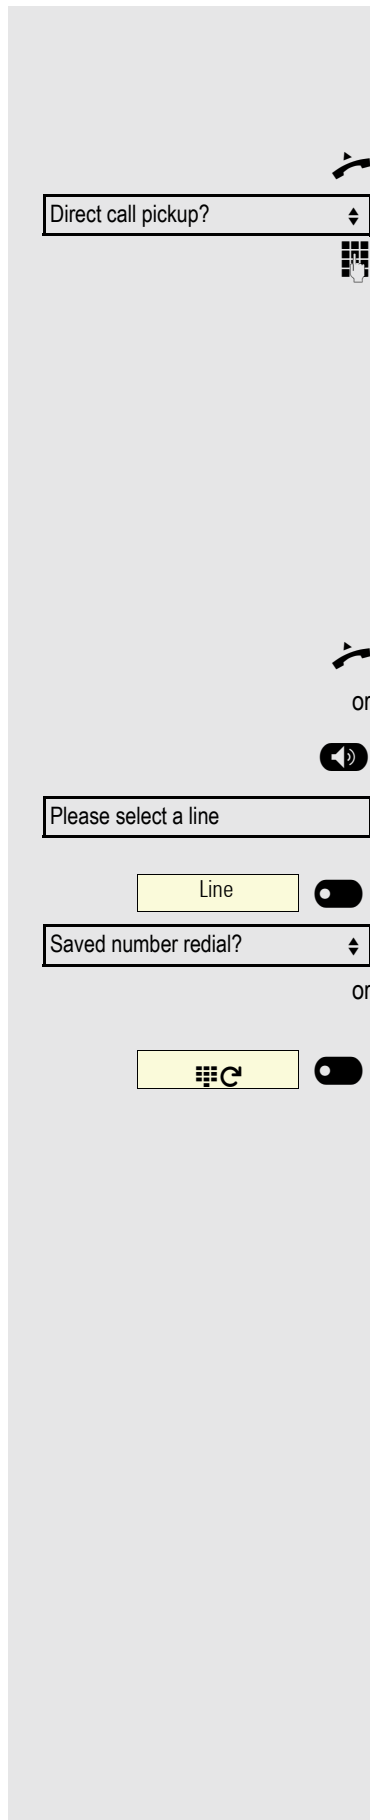 Direct call pickup?
or
Please select a line
Line
Saved number redial?
or